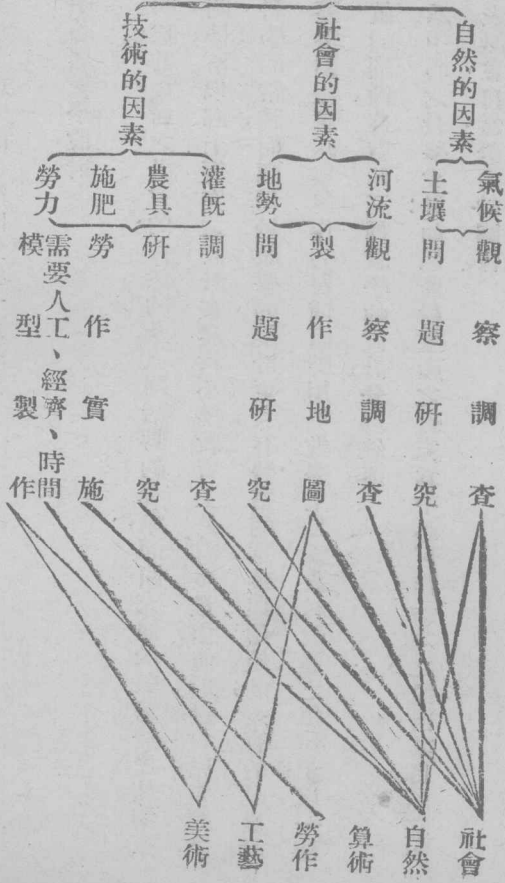 自然的因素
社會的因素
技術的因素
氣候
土壤
河流
地勢
灌旣
農具
施肥
勞力
觀察調查
問題研究
觀察調查
製作地圖
問題研究
調查
研究
勞作實施
需要人工、經濟、時間
模型製作
社會
自然
算術
勞作
工藝
美術